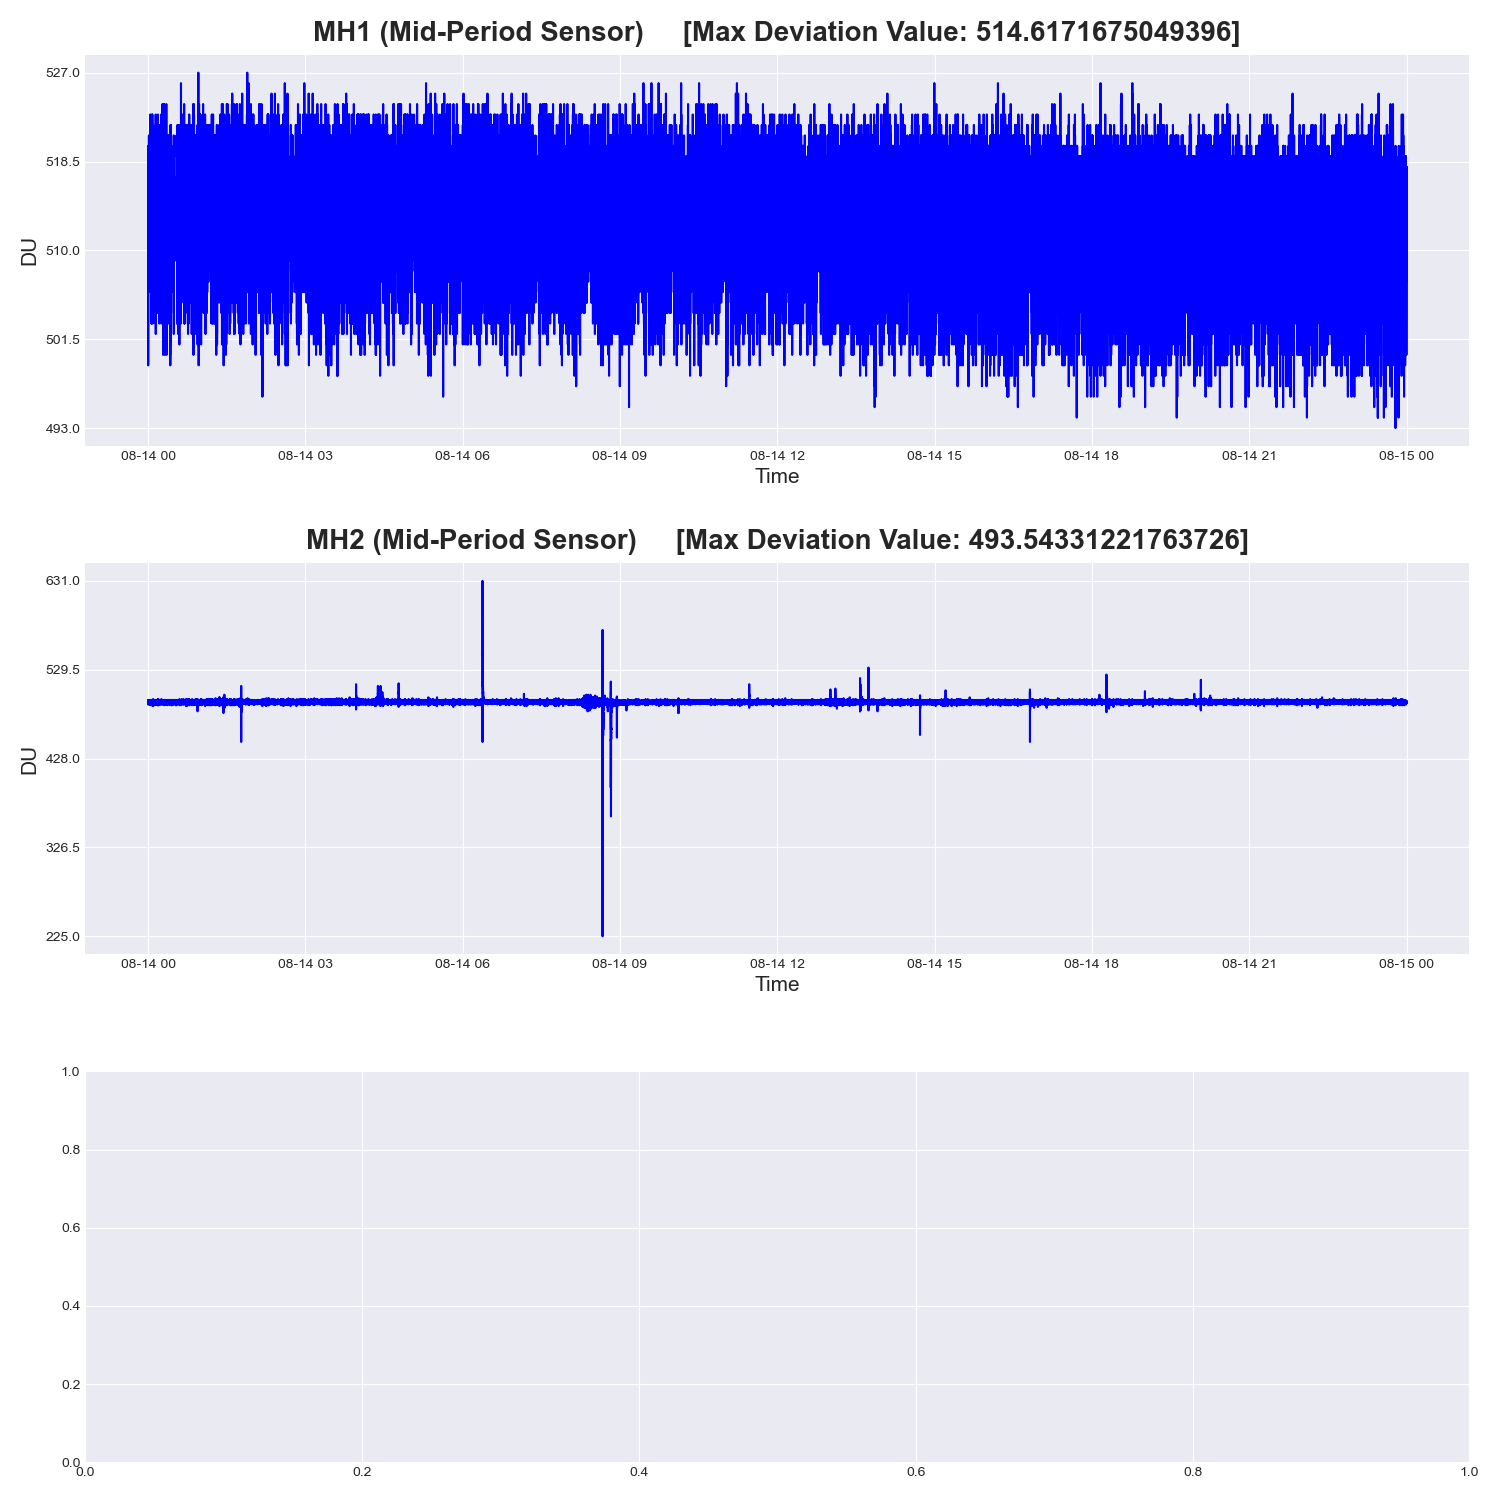 MH1 (Mid-Period Sensor) [Max Deviation Value: 514.6171675049396]
527.0
518.5
510.0
501.5
493.0
DU
08-14 00 08-14 03 08-14 06 08-14 09 08-14 12 08-14 15 08-14 18 08-14 21 08-15 00
Time
MH2 (Mid-Period Sensor) [Max Deviation Value: 493.54331221763726]
631.0
529.5
428.0
326.5
225.0
DU
08-14 00 08-14 03 08-14 06 08-14 09 08-14 12 08-14 15 08-14 18 08-14 21 08-15 00
Time
1.0
0.8
0.6
0.4
0.2
0.0
0.0 0.2 0.4 0.6 0.8 1.0